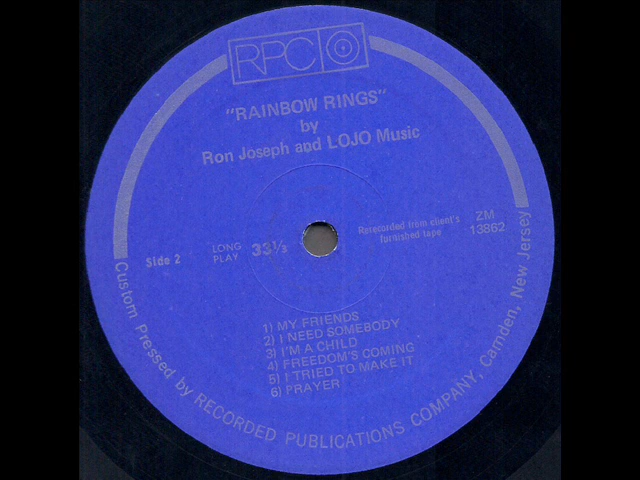 RPC
"RAINBOW RINGS"
by
Ron Joseph and LOJO Music
Side 2
LONG
PLAY
33⅓
Rerecorded from client's
furnished tape
ZM
13862
1) MY FRIENDS
2) I NEED SOMEBODY
3) I'M A CHILD
4) FREEDOM'S COMING
5) I TRIED TO MAKE IT
6) PRAYER
Custom Pressed by RECORDED PUBLICATIONS COMPANY, Camden, New Jersey